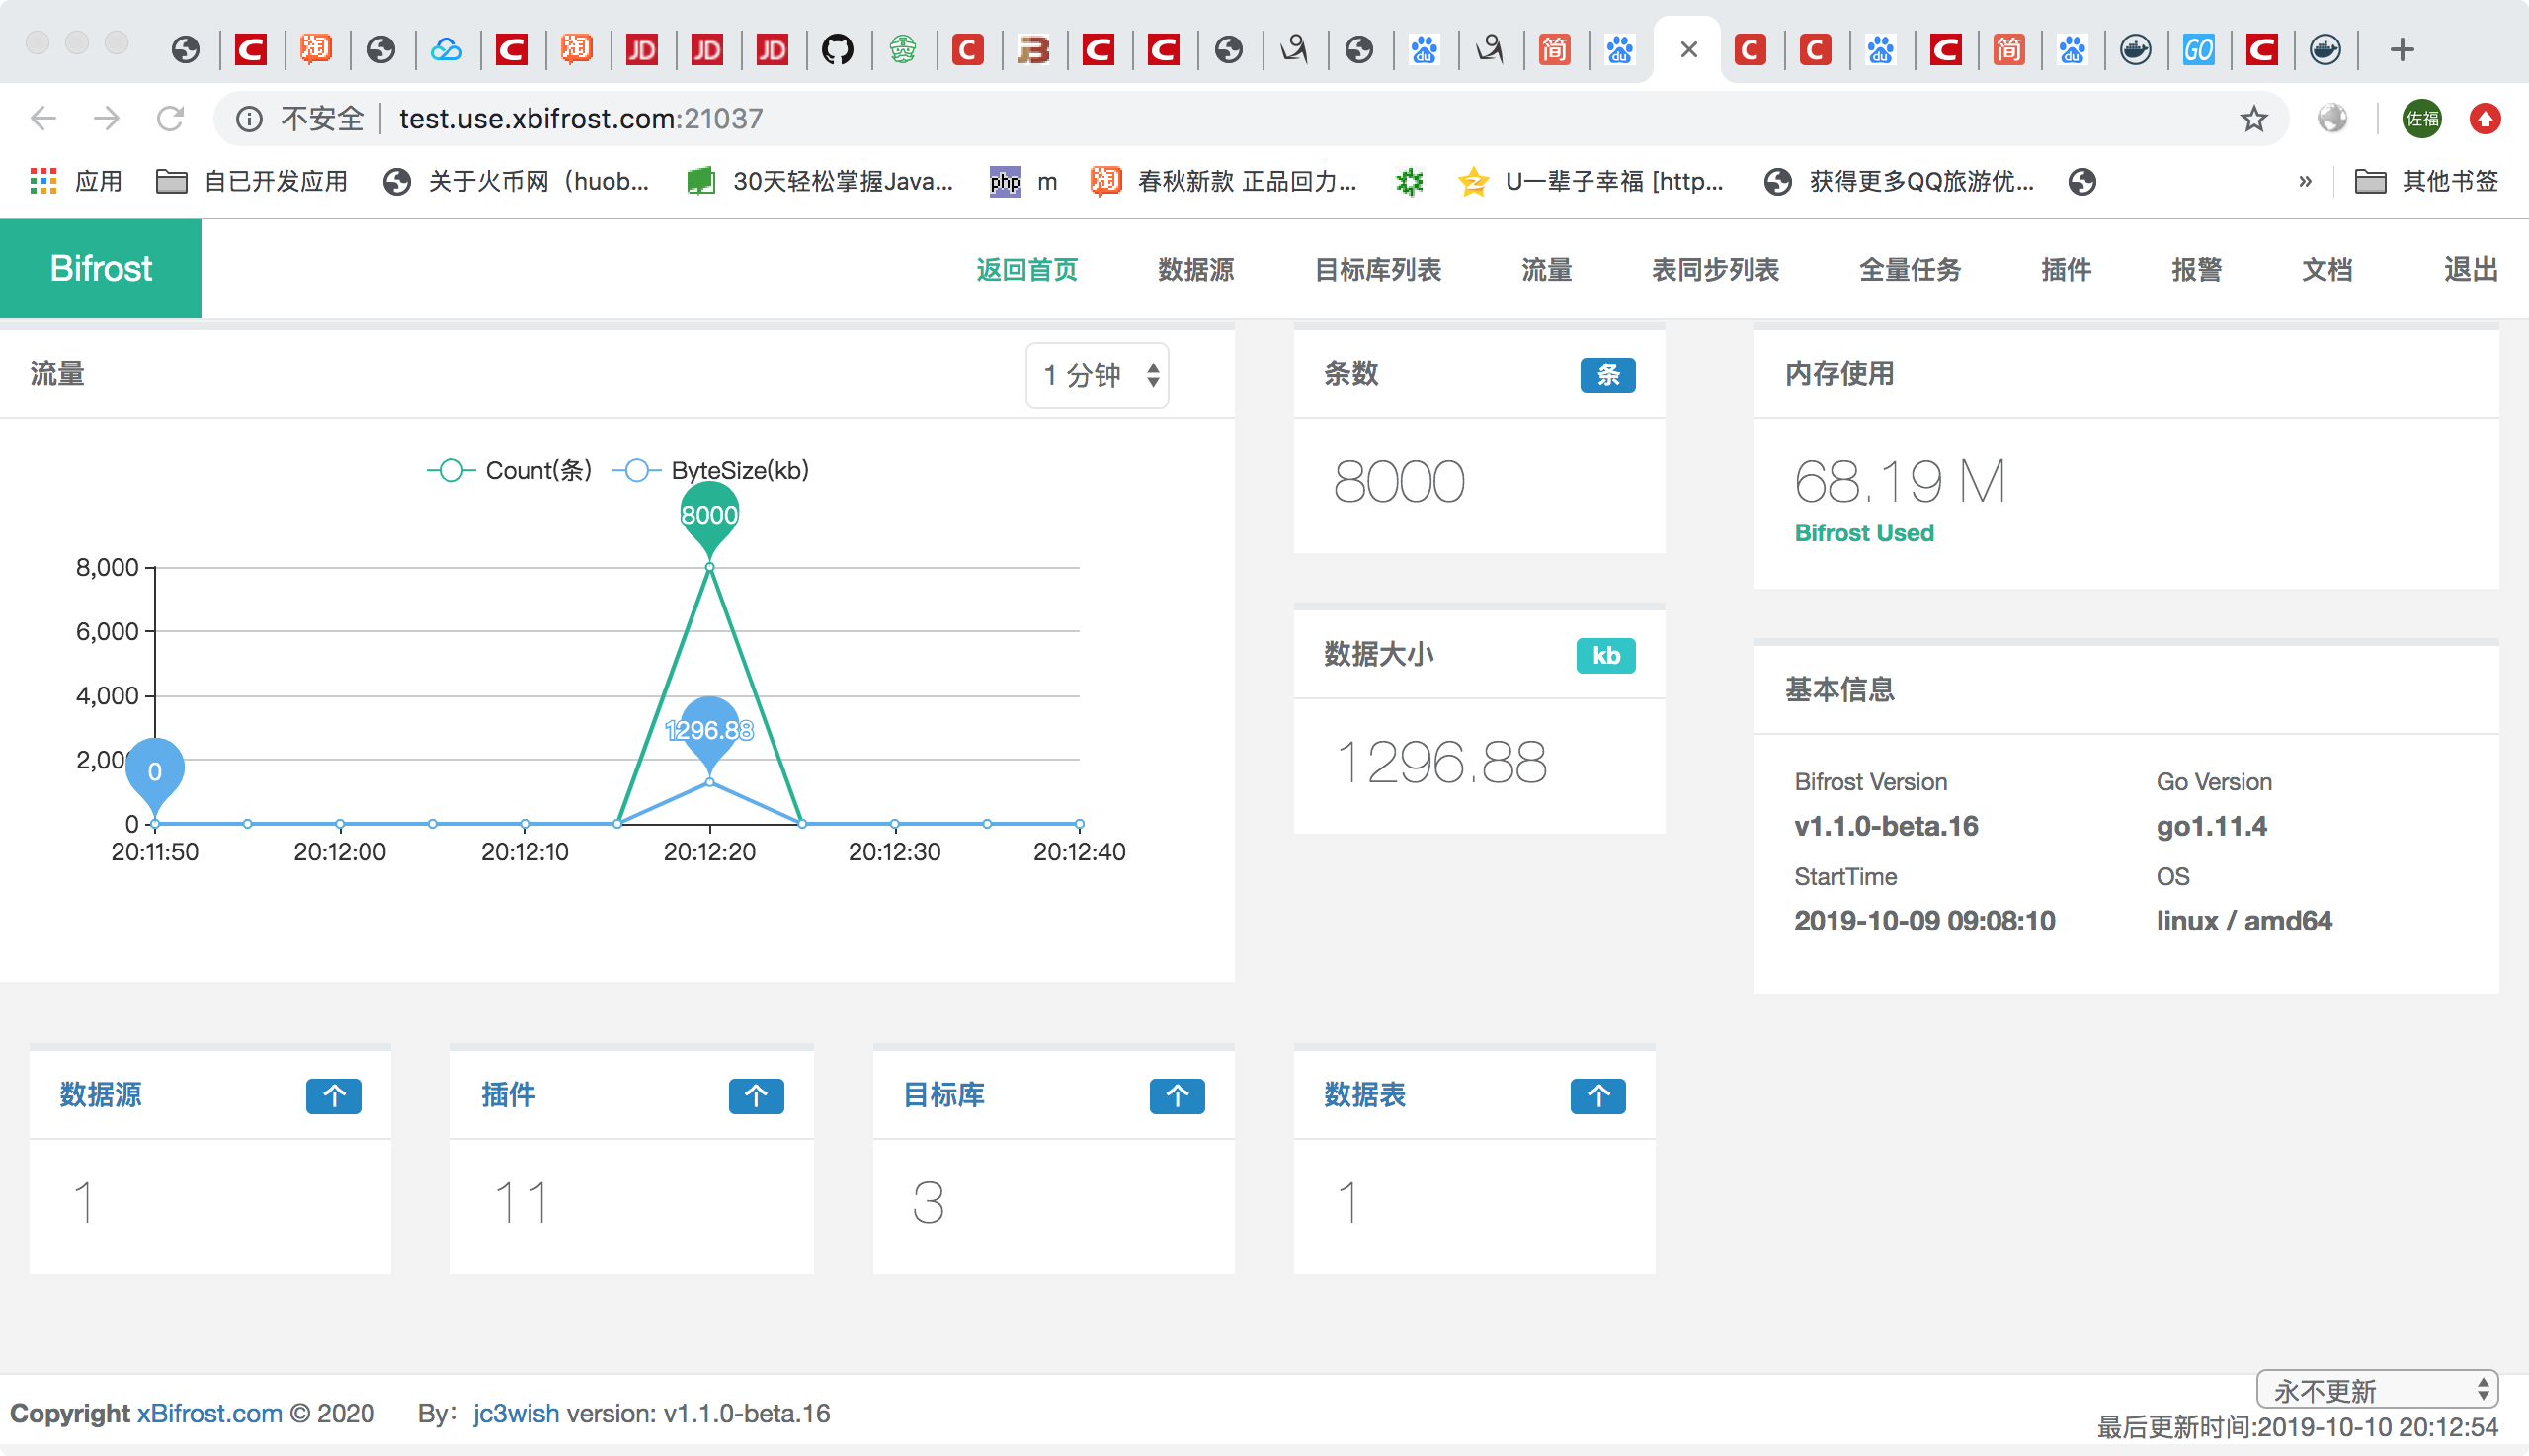 不安全 test.use.xbifrost.com:21037
佐福
应用 自已开发应用 关于火币网（huob... 30天轻松掌握Java... php m 淘 春秋新款 正品回力... U一辈子幸福 [http... 获得更多QQ旅游优... » 其他书签
Bifrost 返回首页 数据源 目标库列表 流量 表同步列表 全量任务 插件 报警 文档 退出
流量 1 分钟
Count(条) ByteSize(kb)
8000
8,000
6,000
4,000
1296.88
2,00
0
0
20:11:50 20:12:00 20:12:10 20:12:20 20:12:30 20:12:40
条数 条
8000
数据大小 kb
1296.88
内存使用
68.19 M
Bifrost Used
基本信息
Bifrost Version Go Version
v1.1.0-beta.16 go1.11.4
StartTime OS
2019-10-09 09:08:10 linux / amd64
数据源 个
1
插件 个
11
目标库 个
3
数据表 个
1
永不更新
Copyright xBifrost.com © 2020 By：jc3wish version: v1.1.0-beta.16
最后更新时间:2019-10-10 20:12:54